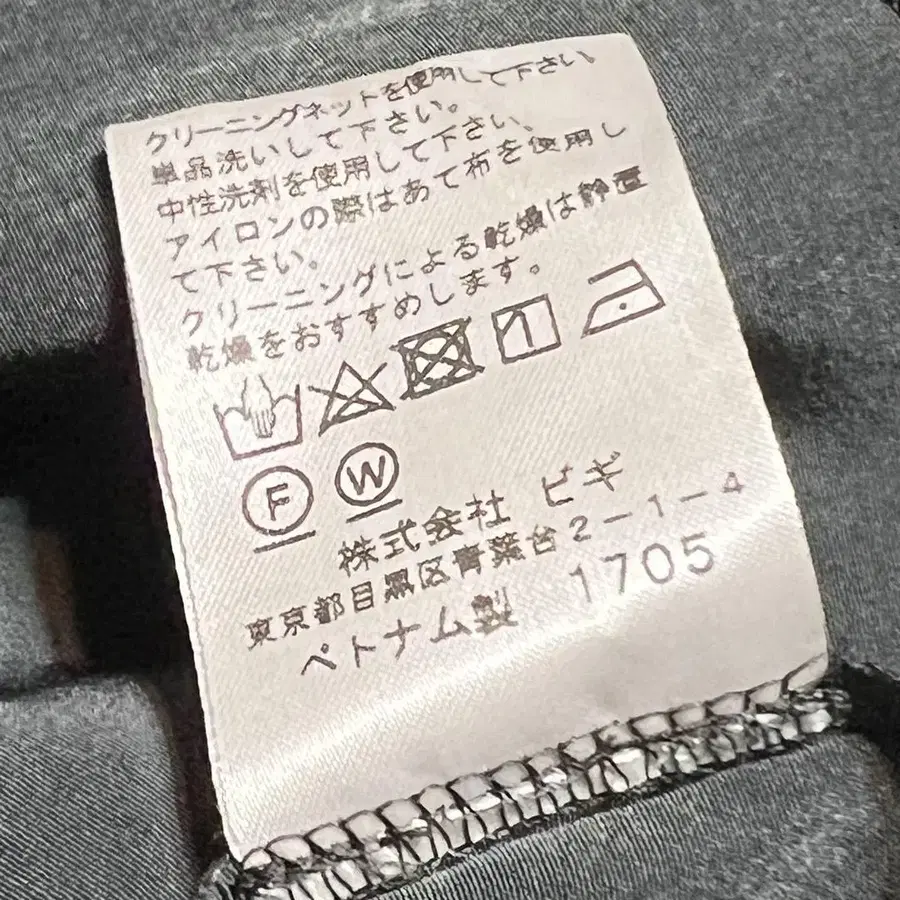 クリーニングネットを使用して下さい。
単品洗いして下さい。
中性洗剤を使用して下さい。
アイロンの際はあて布を使用し
て下さい。
クリーニングによる乾燥は静置
乾燥をおすすめします。
F W
株式会社 ビギ
東京都目黒区青葉台2-1-4
ベトナム製 1705